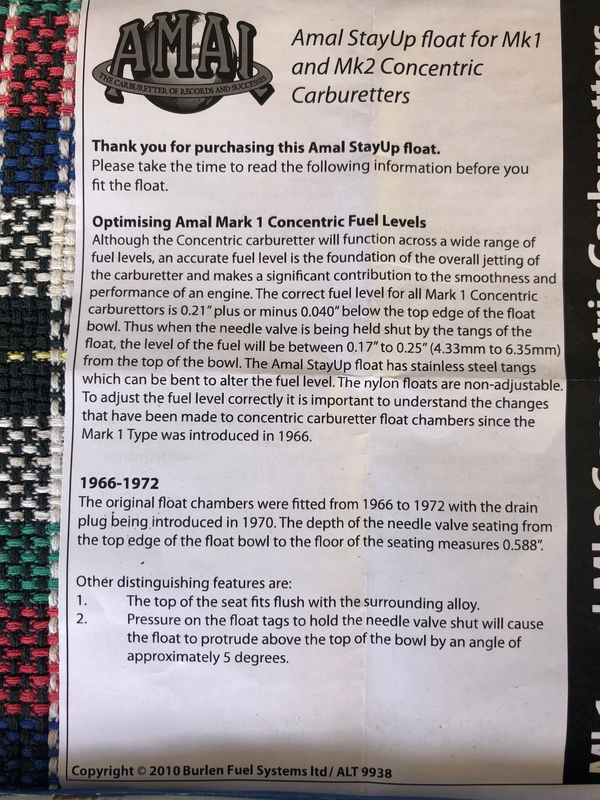 AMAL
THE CARBURETTER OF RECORDS AND SUCCESSES
Amal StayUp float for Mk1
and Mk2 Concentric
Carburetters
Thank you for purchasing this Amal StayUp float.
Please take the time to read the following information before you
fit the float.
Optimising Amal Mark 1 Concentric Fuel Levels
Although the Concentric carburetter will function across a wide range of
fuel levels, an accurate fuel level is the foundation of the overall jetting of
the carburetter and makes a significant contribution to the smoothness and
performance of an engine. The correct fuel level for all Mark 1 Concentric
carburettors is 0.21" plus or minus 0.040" below the top edge of the float
bowl. Thus when the needle valve is being held shut by the tangs of the
float, the level of the fuel will be between 0.17" to 0.25" (4.33mm to 6.35mm)
from the top of the bowl. The Amal StayUp float has stainless steel tangs
which can be bent to alter the fuel level. The nylon floats are non-adjustable.
To adjust the fuel level correctly it is important to understand the changes
that have been made to concentric carburetter float chambers since the
Mark 1 Type was introduced in 1966.
1966-1972
The original float chambers were fitted from 1966 to 1972 with the drain
plug being introduced in 1970. The depth of the needle valve seating from
the top edge of the float bowl to the floor of the seating measures 0.588".
Other distinguishing features are:
1. The top of the seat fits flush with the surrounding alloy.
2. Pressure on the float tags to hold the needle valve shut will cause
the float to protrude above the top of the bowl by an angle of
approximately 5 degrees.
Copyright © 2010 Burlen Fuel Systems ltd / ALT 9938